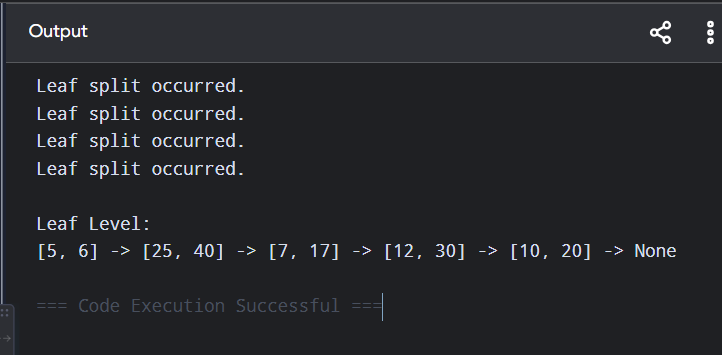 Output
Leaf split occurred.
Leaf split occurred.
Leaf split occurred.
Leaf split occurred.
Leaf Level:
[5, 6] -> [25, 40] -> [7, 17] -> [12, 30] -> [10, 20] -> None
=== Code Execution Successful ===